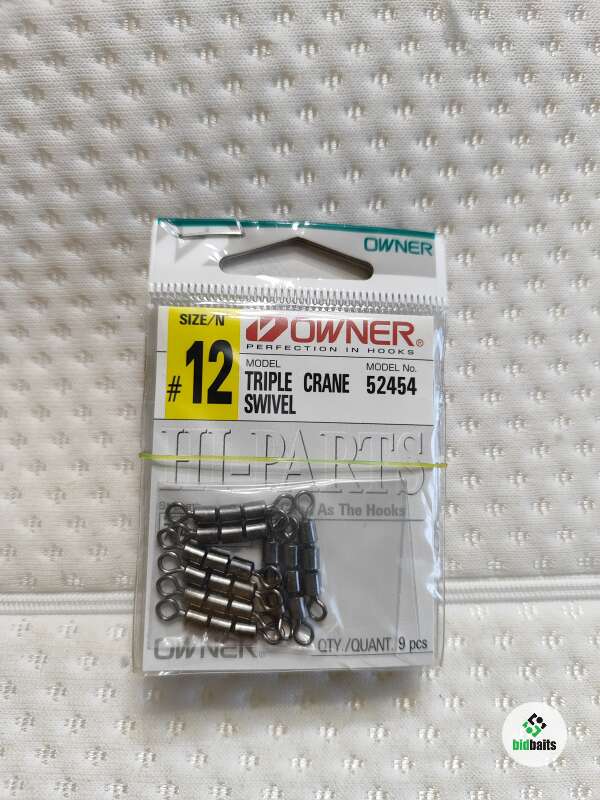 OWNER
SIZE/N
#12
OWNER®
PERFECTION IN HOOKS
MODEL
MODEL No.
TRIPLE CRANE
52454
SWIVEL
HI-PARTS
As The Hooks
OWNER
QTY./QUANT. 9 pcs
bidbaits